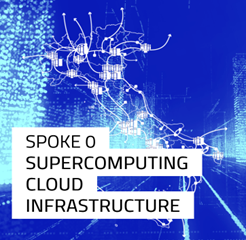 SPOKE 0
SUPERCOMPUTING
CLOUD
INFRASTRUCTURE